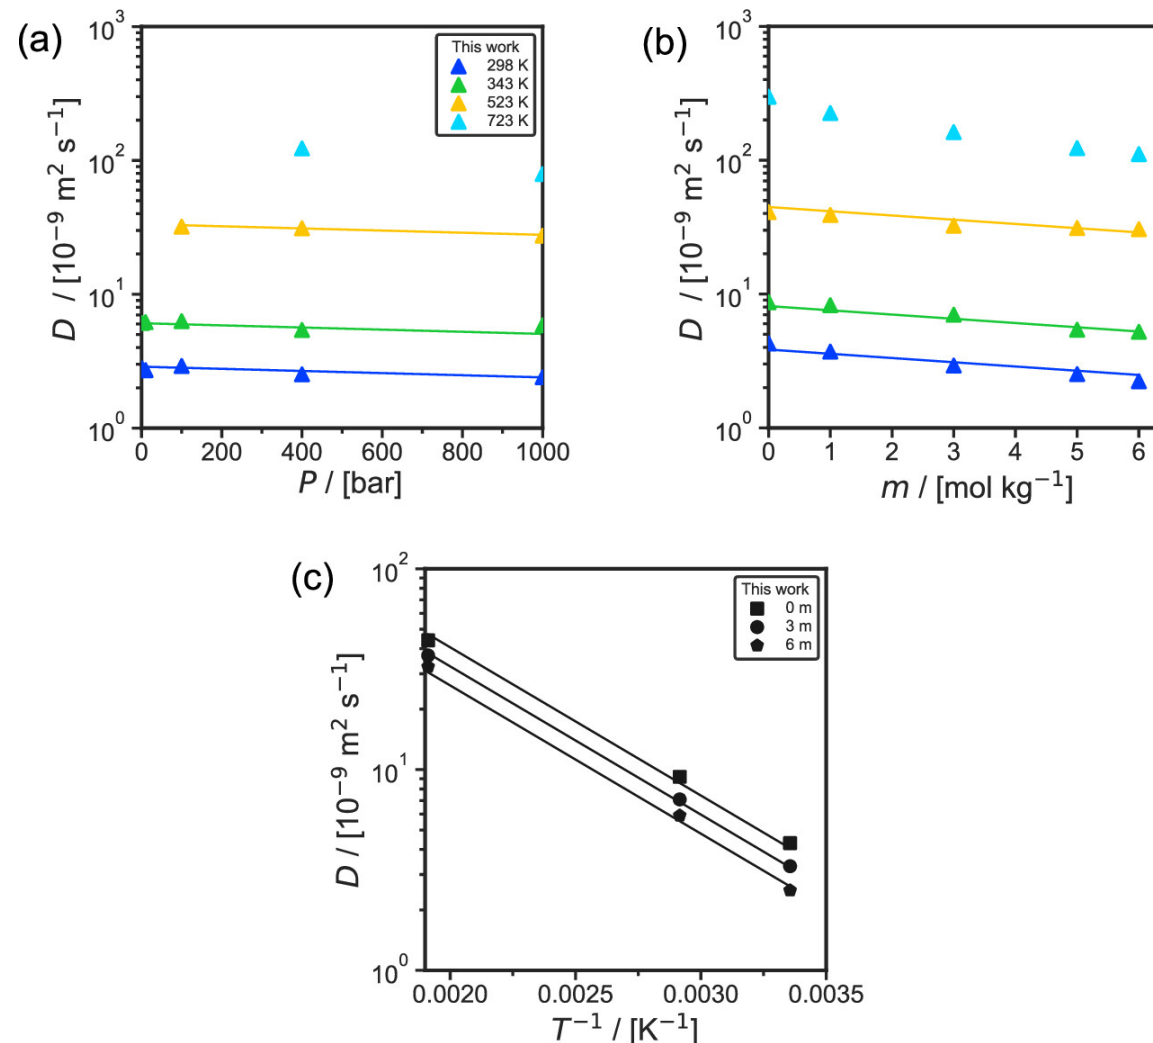 (a)
10³
10²
10¹
10⁰
D / [10⁻⁹ m² s⁻¹]
This work
298 K
343 K
523 K
723 K
0 200 400 600 800 1000
P / [bar]
(b)
10³
10²
10¹
10⁰
D / [10⁻⁹ m² s⁻¹]
0 1 2 3 4 5 6
m / [mol kg⁻¹]
(c)
10²
10¹
10⁰
D / [10⁻⁹ m² s⁻¹]
This work
0 m
3 m
6 m
0.0020 0.0025 0.0030 0.0035
T⁻¹ / [K⁻¹]